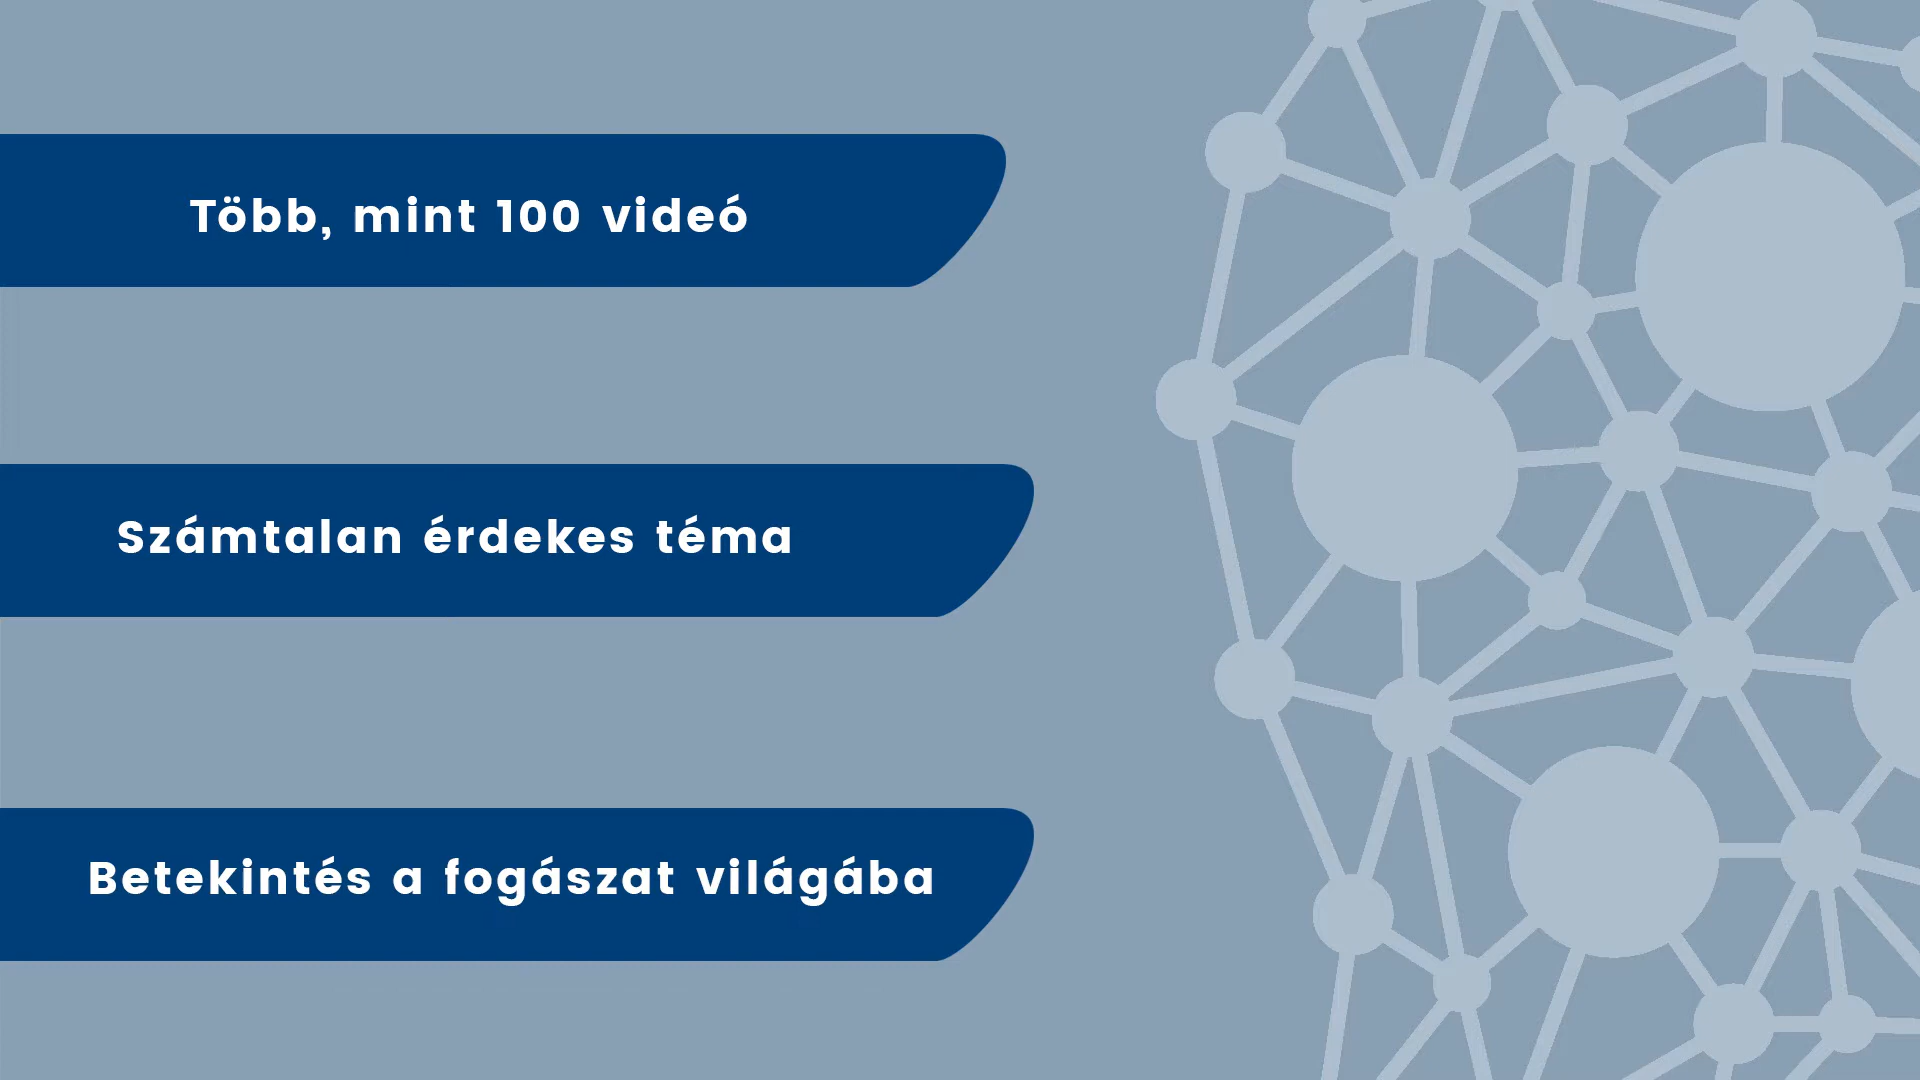 Több, mint 100 videó
Számtalan érdekes téma
Betekintés a fogászat világába